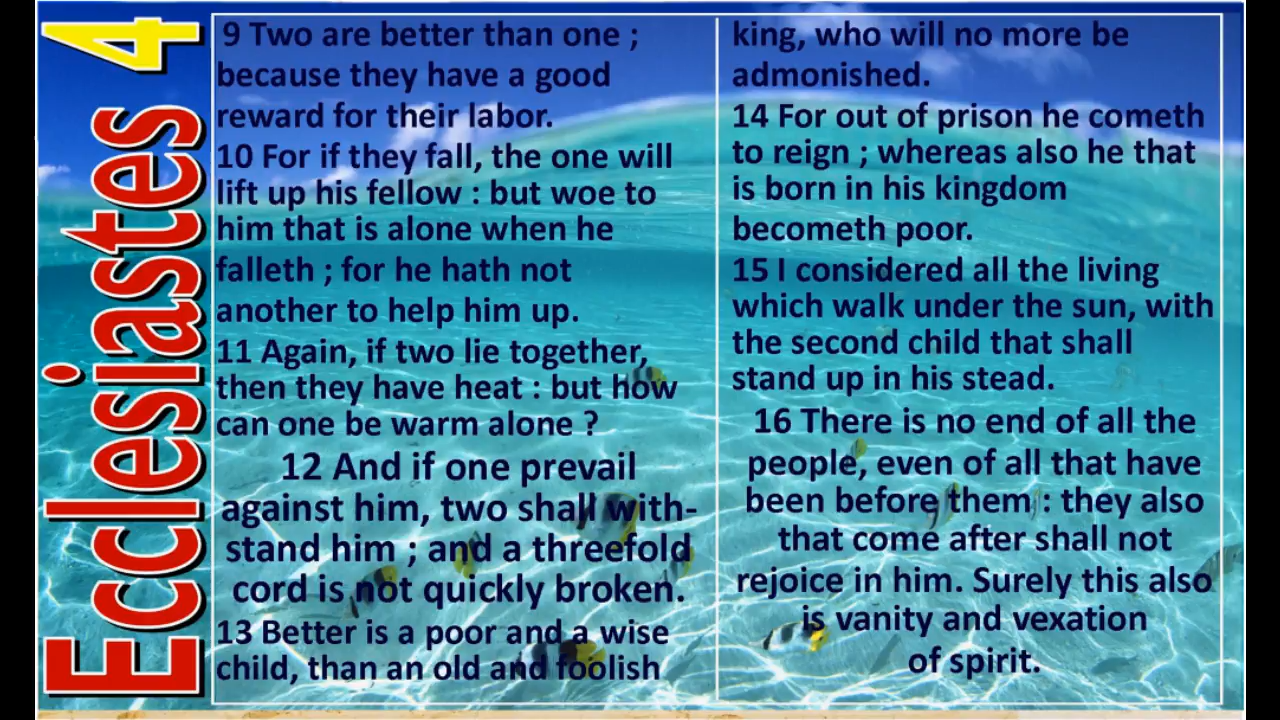 Ecclesiastes 4
9 Two are better than one ;
because they have a good
reward for their labor.
10 For if they fall, the one will
lift up his fellow : but woe to
him that is alone when he
falleth ; for he hath not
another to help him up.
11 Again, if two lie together,
then they have heat : but how
can one be warm alone ?
12 And if one prevail
against him, two shall with-
stand him ; and a threefold
cord is not quickly broken.
13 Better is a poor and a wise
child, than an old and foolish
king, who will no more be
admonished.
14 For out of prison he cometh
to reign ; whereas also he that
is born in his kingdom
becometh poor.
15 I considered all the living
which walk under the sun, with
the second child that shall
stand up in his stead.
16 There is no end of all the
people, even of all that have
been before them : they also
that come after shall not
rejoice in him. Surely this also
is vanity and vexation
of spirit.